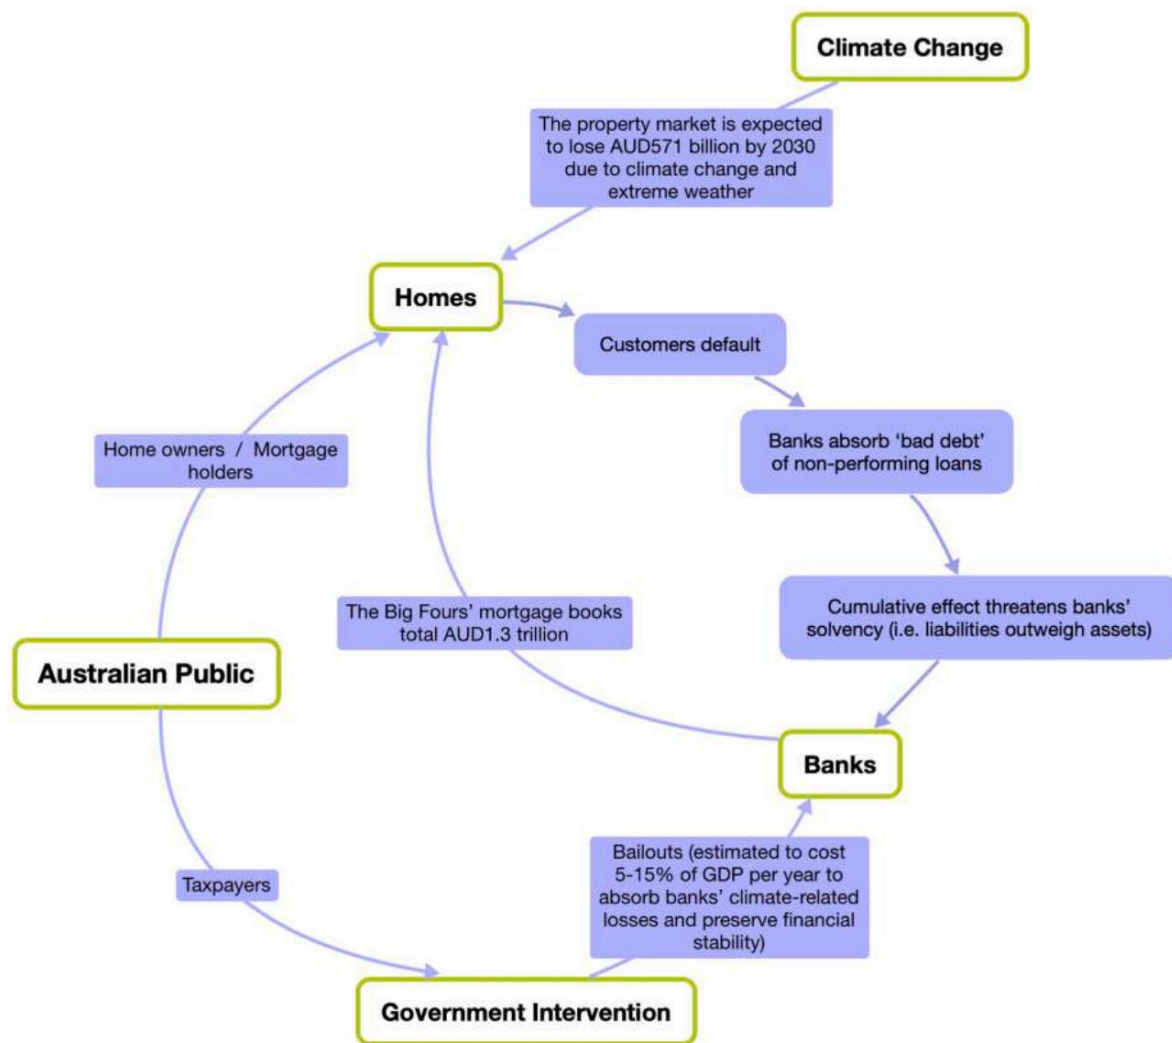 Climate Change
The property market is expected
to lose AUD571 billion by 2030
due to climate change and
extreme weather
Homes
Customers default
Banks absorb ‘bad debt’
of non-performing loans
Home owners / Mortgage
holders
The Big Fours’ mortgage books
total AUD1.3 trillion
Cumulative effect threatens banks’
solvency (i.e. liabilities outweigh assets)
Australian Public
Banks
Bailouts (estimated to cost
5-15% of GDP per year to
absorb banks’ climate-related
losses and preserve financial
stability)
Taxpayers
Government Intervention